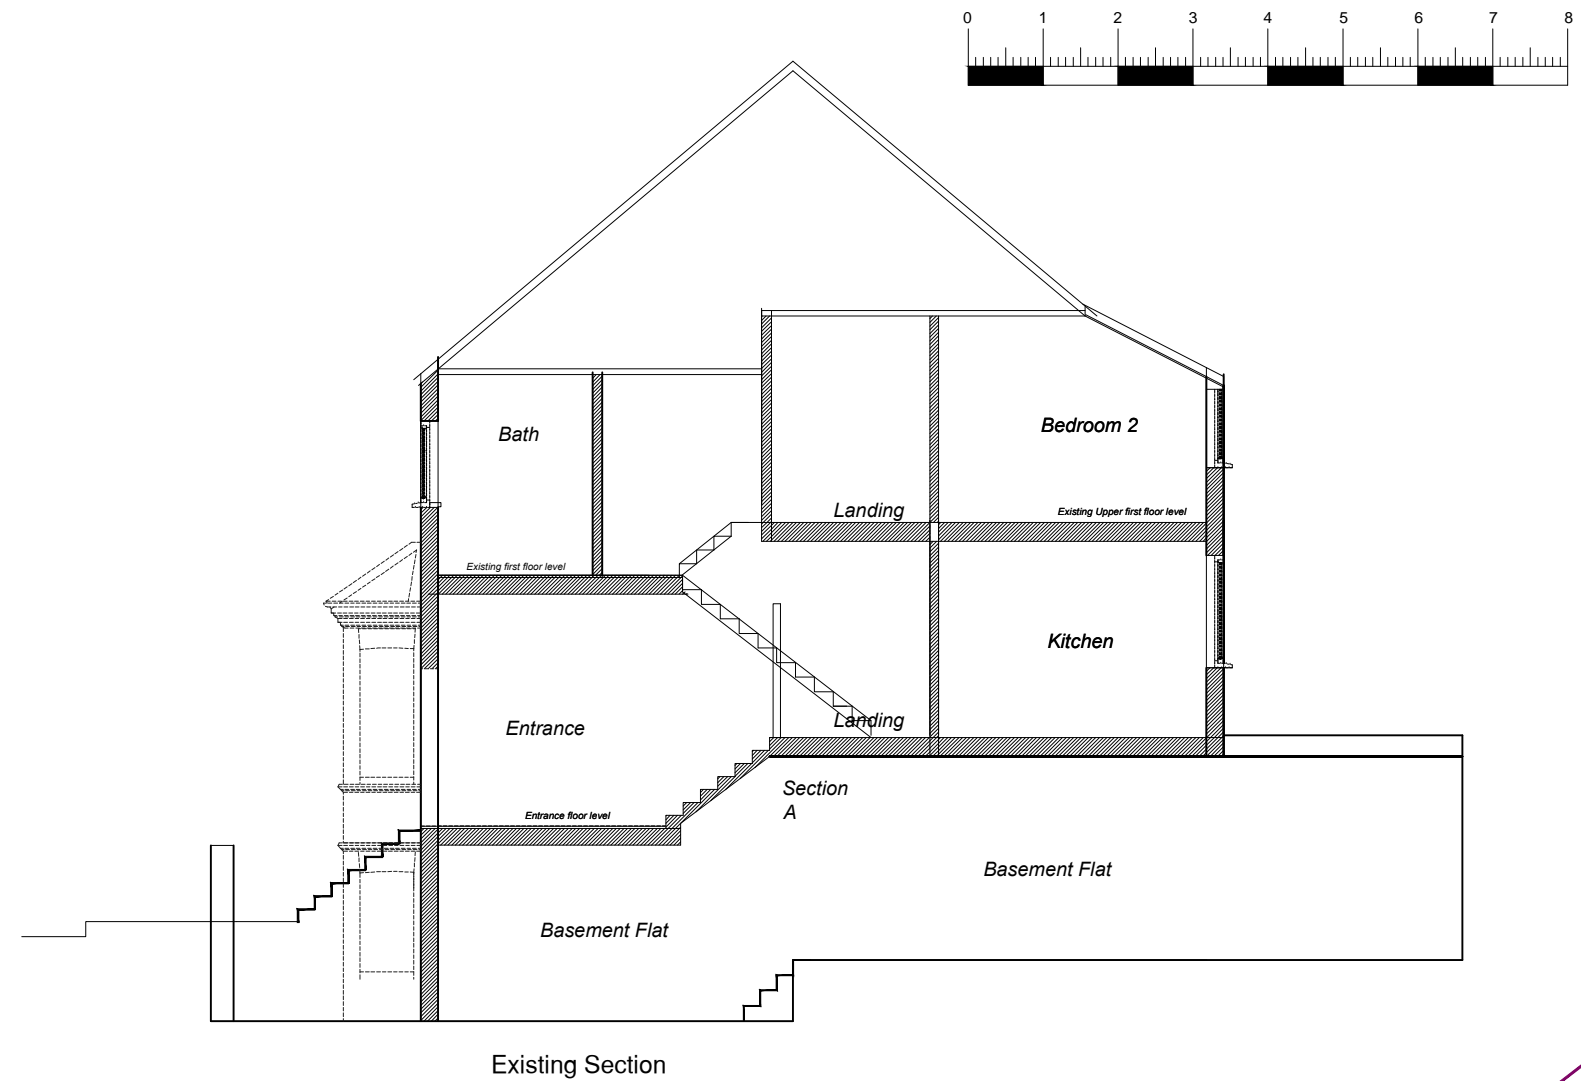 0 1 2 3 4 5 6 7 8
Bath
Bedroom 2
Landing
Existing Upper first floor level
Existing first floor level
Kitchen
Entrance
Landing
Section
A
Entrance floor level
Basement Flat
Basement Flat
Existing Section